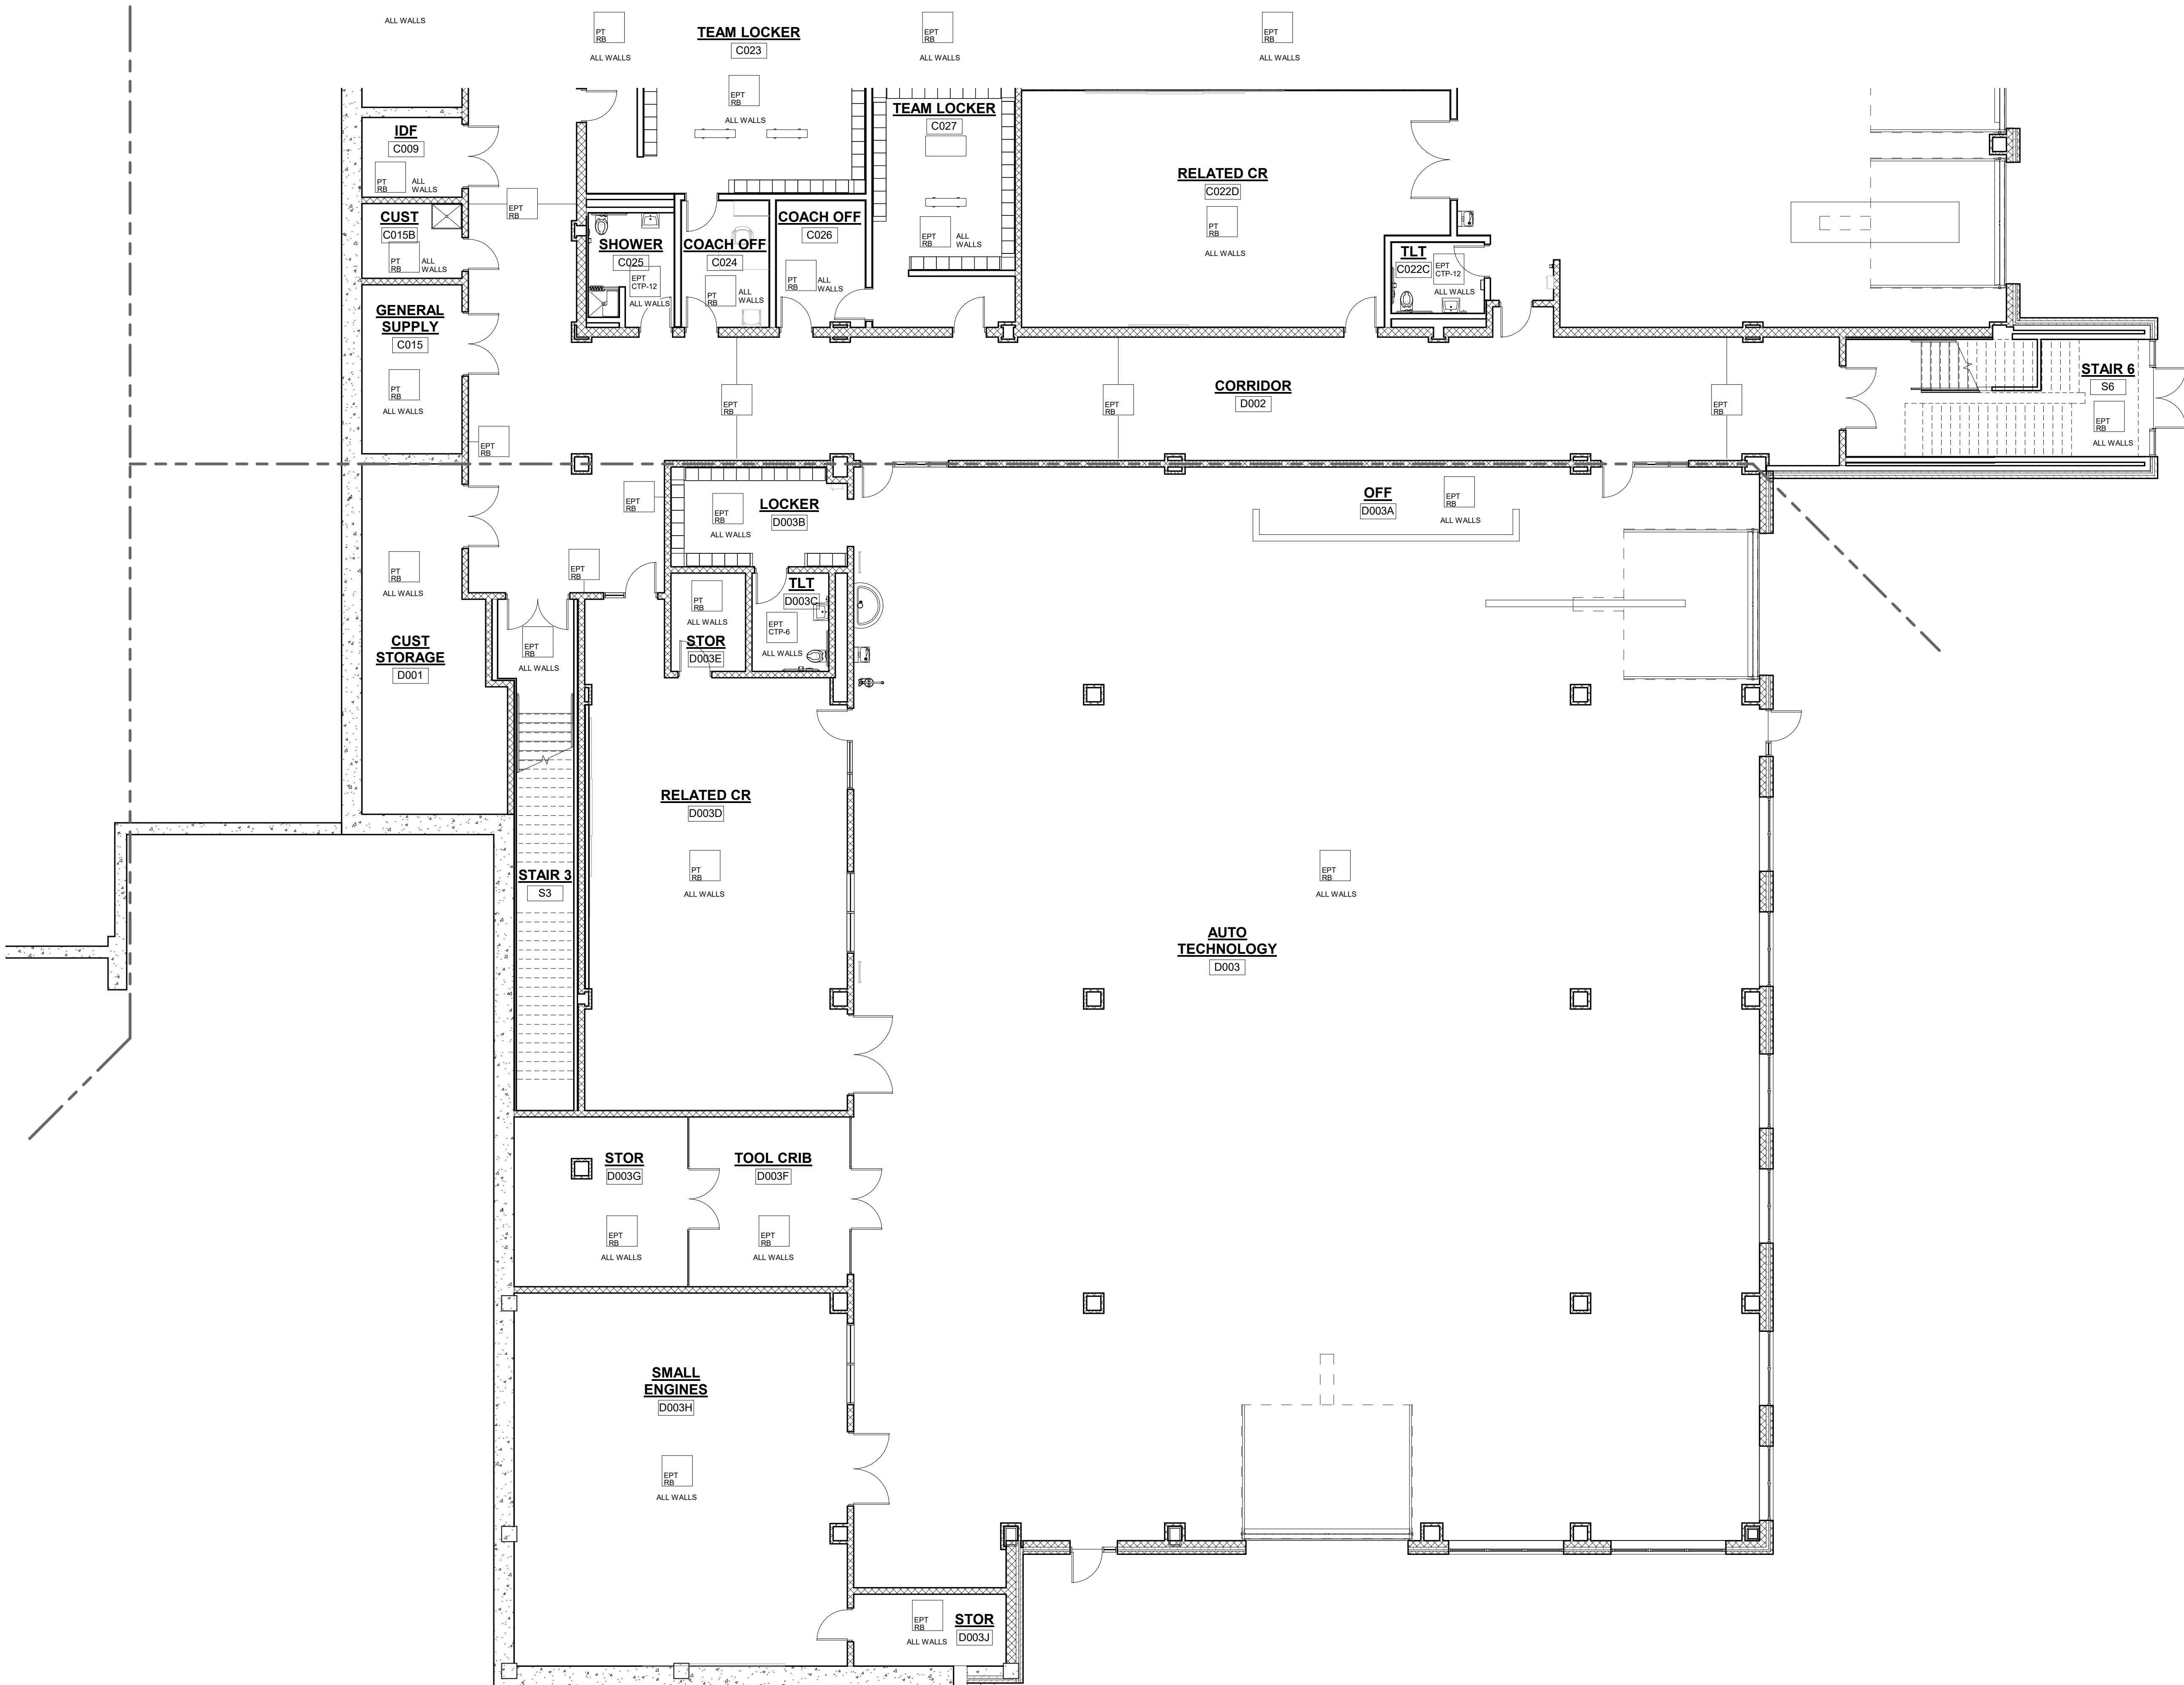 ALL WALLS
PT
RB
ALL WALLS
TEAM LOCKER
C023
EPT
RB
ALL WALLS
EPT
RB
ALL WALLS
EPT
RB
ALL WALLS
TEAM LOCKER
C027
EPT
RB
ALL
WALLS
IDF
C009
PT
RB
ALL
WALLS
EPT
RB
CUST
C015B
PT
RB
ALL
WALLS
SHOWER
C025
EPT
CTP-12
ALL WALLS
COACH OFF
C024
PT
RB
ALL
WALLS
COACH OFF
C026
PT
RB
ALL
WALLS
RELATED CR
C022D
PT
RB
ALL WALLS
TLT
C022C
EPT
CTP-12
ALL WALLS
GENERAL
SUPPLY
C015
PT
RB
ALL WALLS
EPT
RB
EPT
RB
EPT
RB
CORRIDOR
D002
EPT
RB
STAIR 6
S6
EPT
RB
ALL WALLS
EPT
RB
LOCKER
D003B
EPT
RB
ALL WALLS
OFF
D003A
EPT
RB
ALL WALLS
PT
RB
ALL WALLS
CUST
STORAGE
D001
EPT
RB
EPT
RB
ALL WALLS
PT
RB
ALL WALLS
STOR
D003E
TLT
D003C
EPT
CTP-6
ALL WALLS
RELATED CR
D003D
PT
RB
ALL WALLS
STAIR 3
S3
EPT
RB
ALL WALLS
AUTO
TECHNOLOGY
D003
STOR
D003G
EPT
RB
ALL WALLS
TOOL CRIB
D003F
EPT
RB
ALL WALLS
SMALL
ENGINES
D003H
EPT
RB
ALL WALLS
EPT
RB
ALL WALLS
STOR
D003J